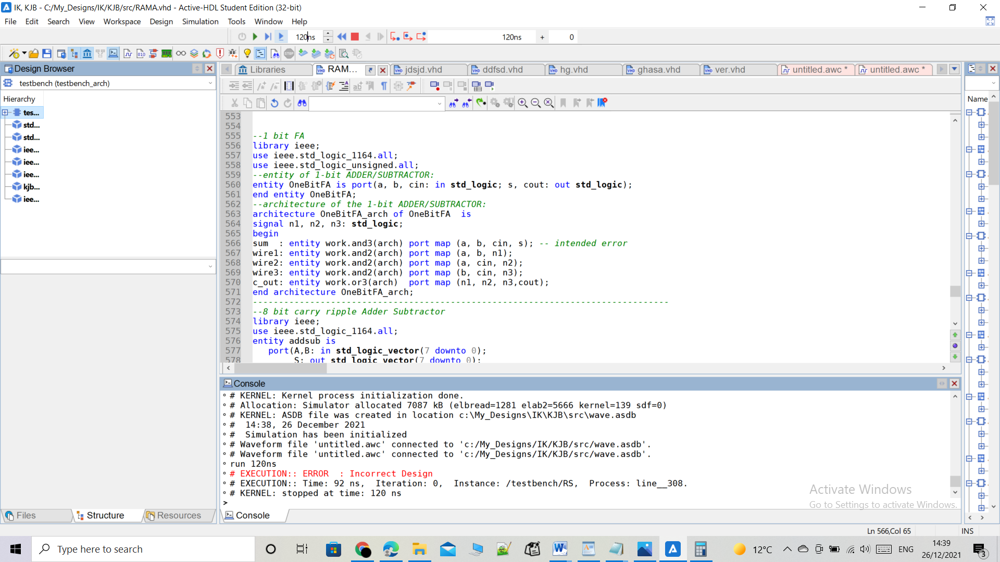 IK, KJB - C:/My_Designs/IK/KJB/src/RAMA.vhd - Active-HDL Student Edition (32-bit)
File Edit Search View Workspace Design Simulation Tools Window Help
120ns 120ns + 0
Design Browser
testbench (testbench_arch)
Hierarchy
tes...
std...
std...
iee...
iee...
iee...
kjb...
iee...
Libraries RAM... jdsjd.vhd ddfsd.vhd hg.vhd ghasa.vhd ver.vhd untitled.awc * untitled.awc *
553
554
555 --1 bit FA
556 library ieee;
557 use ieee.std_logic_1164.all;
558 use ieee.std_logic_unsigned.all;
559 --entity of 1-bit ADDER/SUBTRACTOR:
560 entity OneBitFA is port(a, b, cin: in std_logic; s, cout: out std_logic);
561 end entity OneBitFA;
562 --architecture of the 1-bit ADDER/SUBTRACTOR:
563 architecture OneBitFA_arch of OneBitFA  is
564 signal n1, n2, n3: std_logic;
565 begin
566 sum  : entity work.and3(arch) port map (a, b, cin, s); -- intended error
567 wire1: entity work.and2(arch) port map (a, b, n1);
568 wire2: entity work.and2(arch) port map (a, cin, n2);
569 wire3: entity work.and2(arch) port map (b, cin, n3);
570 c_out: entity work.or3(arch)  port map (n1, n2, n3,cout);
571 end architecture OneBitFA_arch;
572 --------------------------------------------------------------------------------
573 --8 bit carry ripple Adder Subtractor
574 library ieee;
575 use ieee.std_logic_1164.all;
576 entity addsub is
577    port(A,B: in std_logic_vector(7 downto 0);
578         S: out std_logic_vector(7 downto 0);
Name
Console
# KERNEL: Kernel process initialization done.
# Allocation: Simulator allocated 7087 kB (elbread=1281 elab2=5666 kernel=139 sdf=0)
# KERNEL: ASDB file was created in location c:\My_Designs\IK\KJB\src\wave.asdb
#  14:38, 26 December 2021
#  Simulation has been initialized
# Waveform file 'untitled.awc' connected to 'c:/My_Designs/IK/KJB/src/wave.asdb'.
# Waveform file 'untitled.awc' connected to 'c:/My_Designs/IK/KJB/src/wave.asdb'.
run 120ns
# EXECUTION:: ERROR  : Incorrect Design
# EXECUTION:: Time: 92 ns,  Iteration: 0,  Instance: /testbench/RS,  Process: line__308.
# KERNEL: stopped at time: 120 ns
>
Activate Windows
Go to Settings to activate Windows.
Files Structure Resources Console
Ln 566,Col 65 INS
Type here to search
12°C ENG 14:39
26/12/2021
3